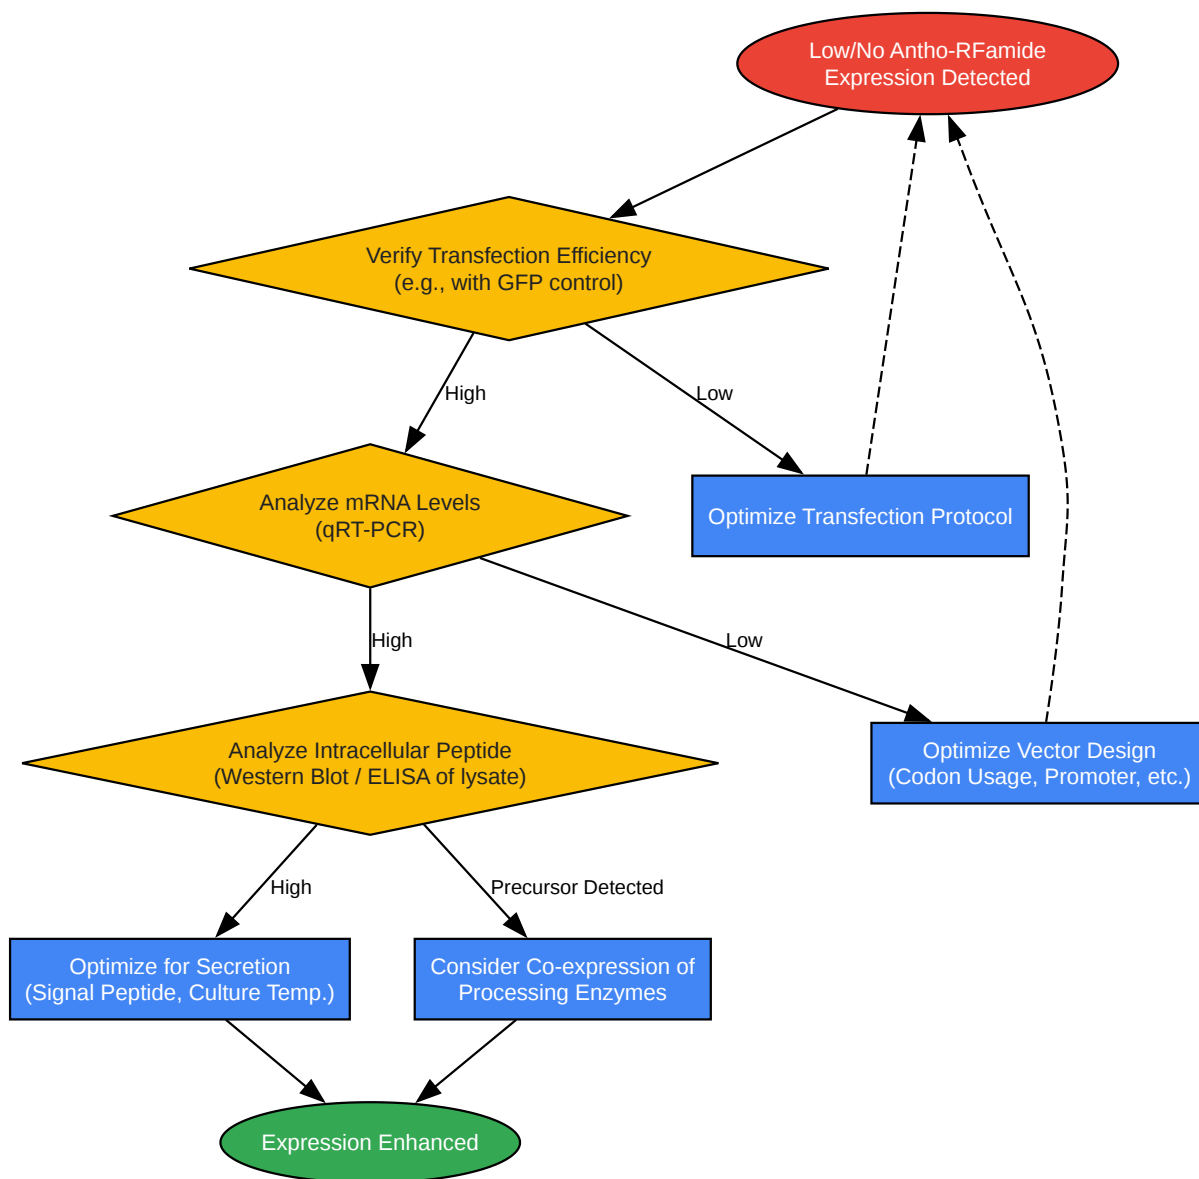 Low/No Antho-RFamide
Expression Detected
Verify Transfection Efficiency
(e.g., with GFP control)
High
Low
Analyze mRNA Levels
(qRT-PCR)
Optimize Transfection Protocol
High
Low
Analyze Intracellular Peptide
(Western Blot / ELISA of lysate)
Optimize Vector Design
(Codon Usage, Promoter, etc.)
High
Precursor Detected
Optimize for Secretion
(Signal Peptide, Culture Temp.)
Consider Co-expression of
Processing Enzymes
Expression Enhanced